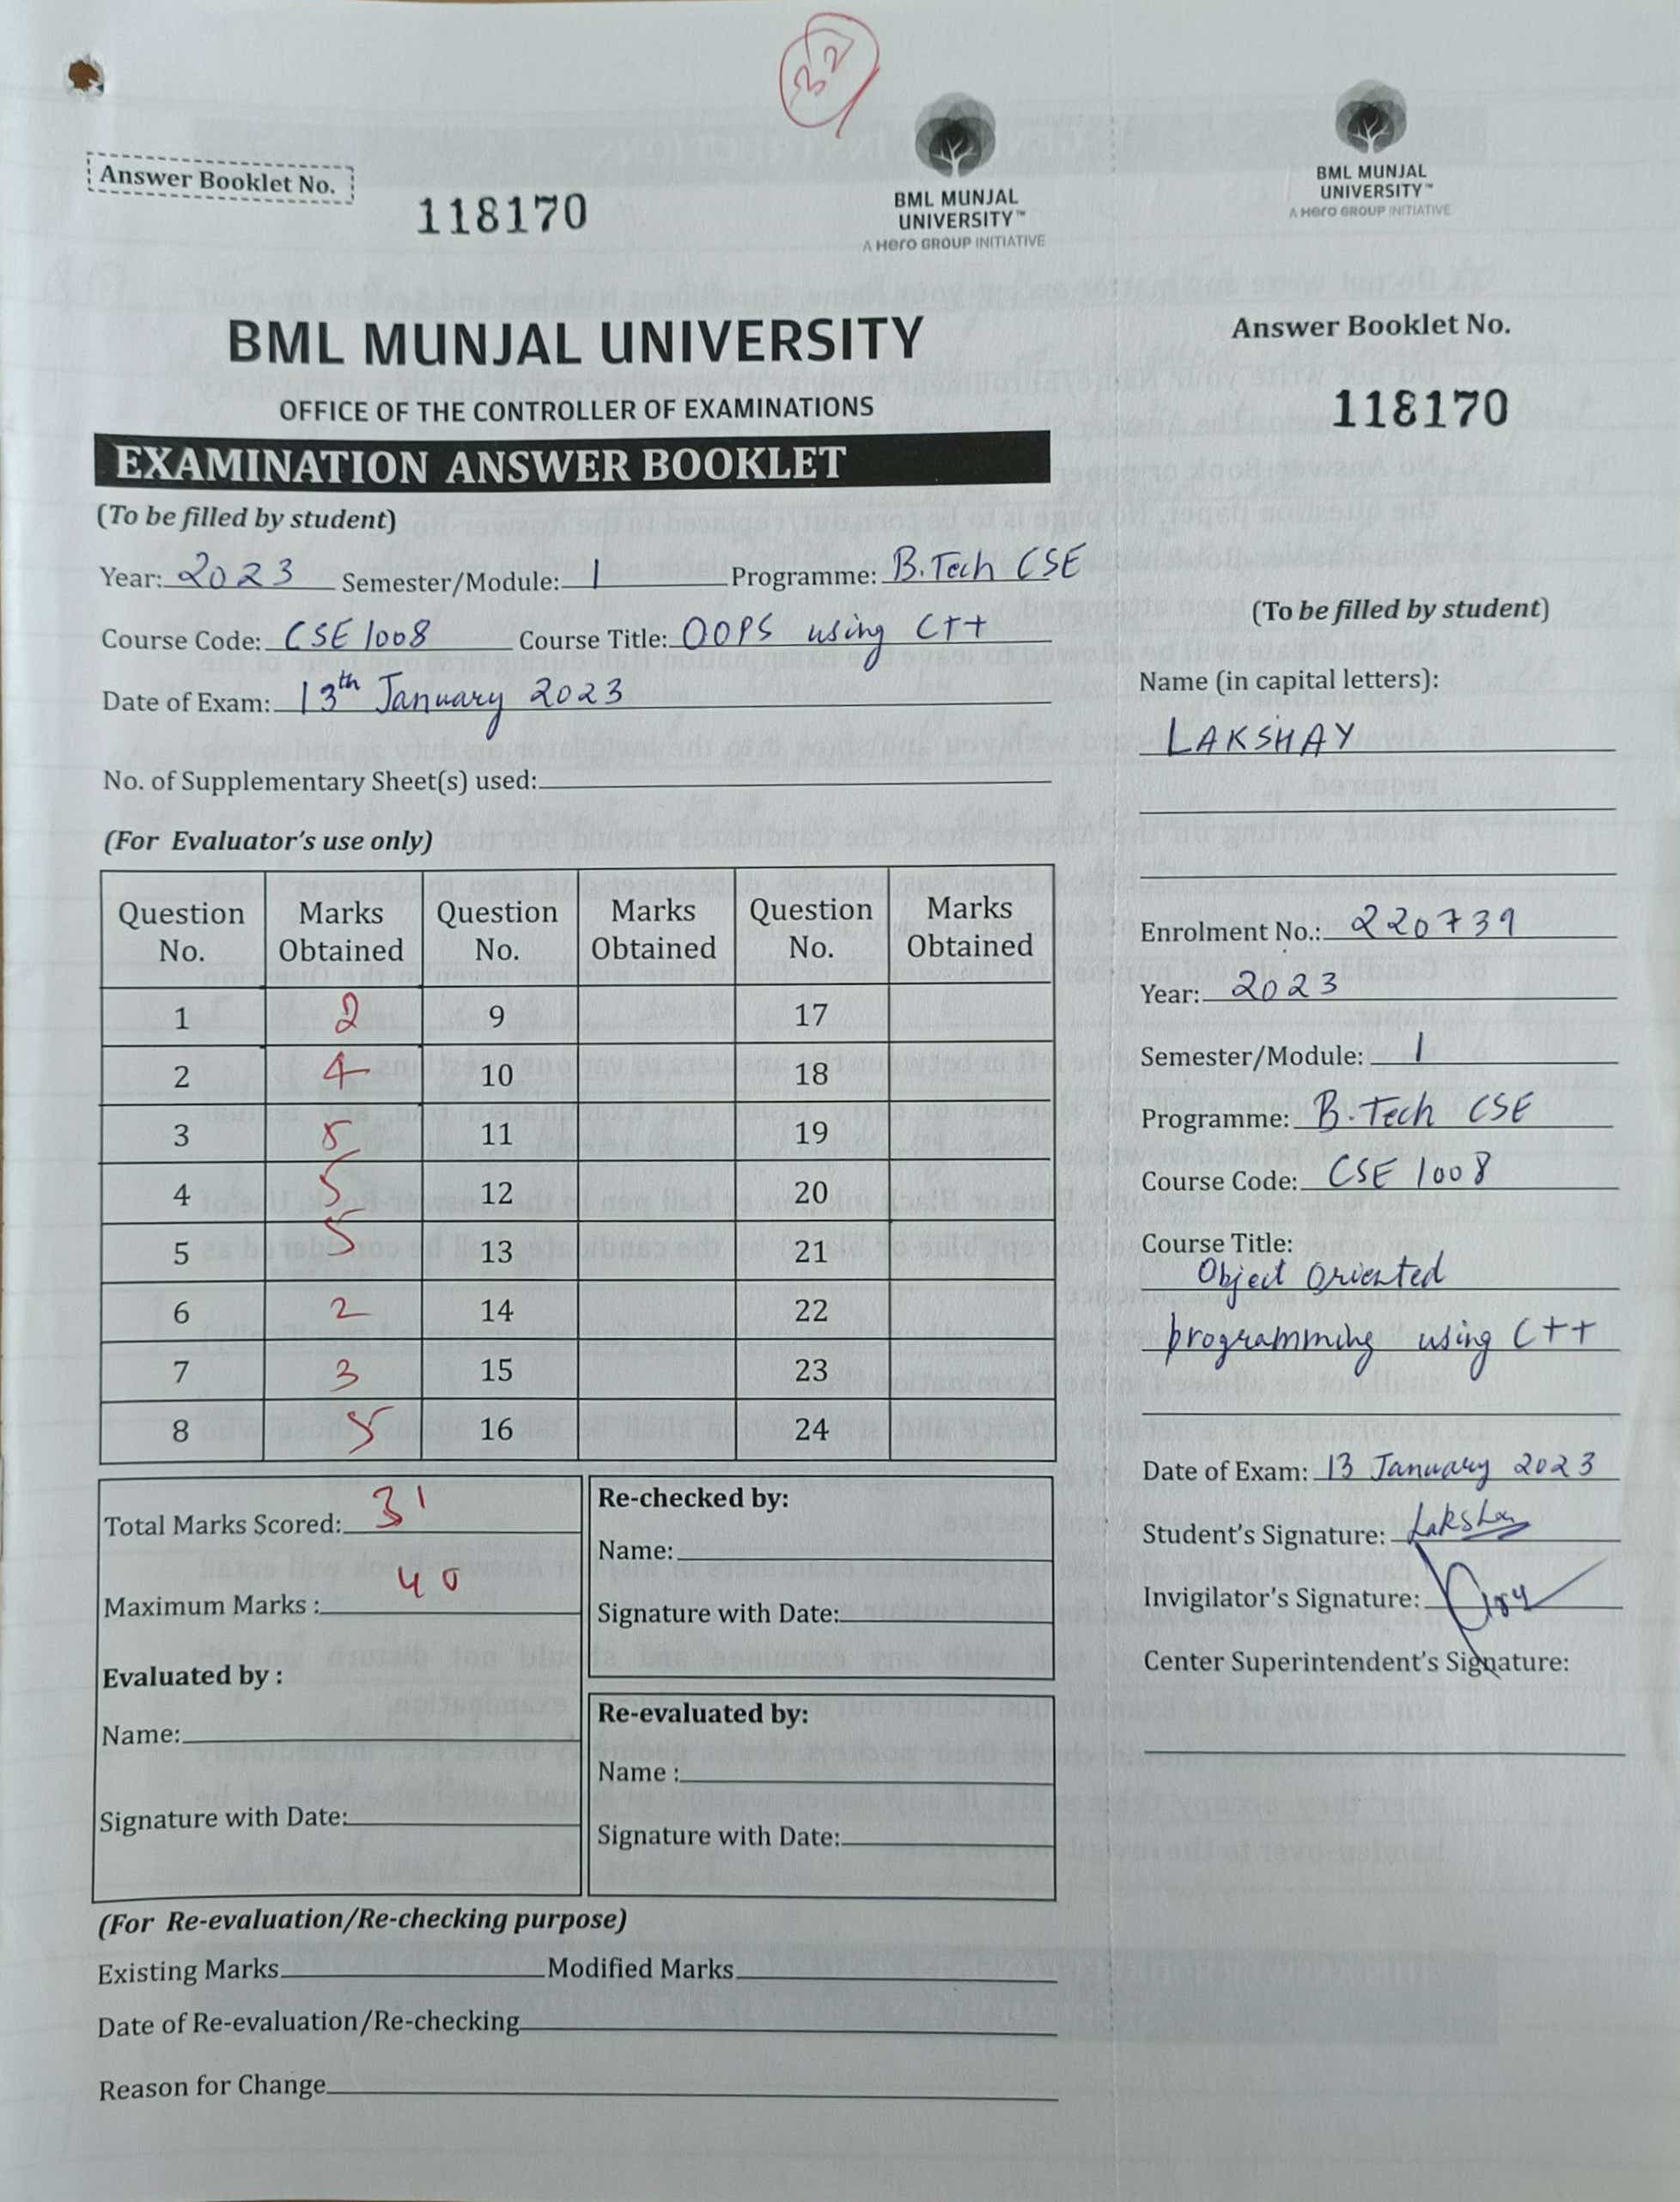 32
Answer Booklet No.
118170
BML MUNJAL
UNIVERSITY™
A Hero GROUP INITIATIVE
BML MUNJAL UNIVERSITY
OFFICE OF THE CONTROLLER OF EXAMINATIONS
EXAMINATION ANSWER BOOKLET
(To be filled by student)
Year: 2023 Semester/Module: 1 Programme: B.Tech CSE
Course Code: CSE 1008 Course Title: OOPS using C++
Date of Exam: 13th January 2023
No. of Supplementary Sheet(s) used:
(For Evaluator's use only)
Question No. Marks Obtained Question No. Marks Obtained Question No. Marks Obtained
1 2 9 17
2 4 10 18
3 5 11 19
4 5 12 20
5 5 13 21
6 2 14 22
7 3 15 23
8 5 16 24
Total Marks Scored: 31
Maximum Marks : 40
Evaluated by :
Name:
Signature with Date:
Re-checked by:
Name:
Signature with Date:
Re-evaluated by:
Name :
Signature with Date:
(For Re-evaluation/Re-checking purpose)
Existing Marks Modified Marks
Date of Re-evaluation/Re-checking
Reason for Change
BML MUNJAL
UNIVERSITY™
A Hero GROUP INITIATIVE
Answer Booklet No.
118170
(To be filled by student)
Name (in capital letters):
LAKSHAY
Enrolment No.: 220739
Year: 2023
Semester/Module: 1
Programme: B.Tech CSE
Course Code: CSE 1008
Course Title:
Object Oriented
programming using C++
Date of Exam: 13 January 2023
Student's Signature: Lakshay
Invigilator's Signature:
Center Superintendent's Signature: